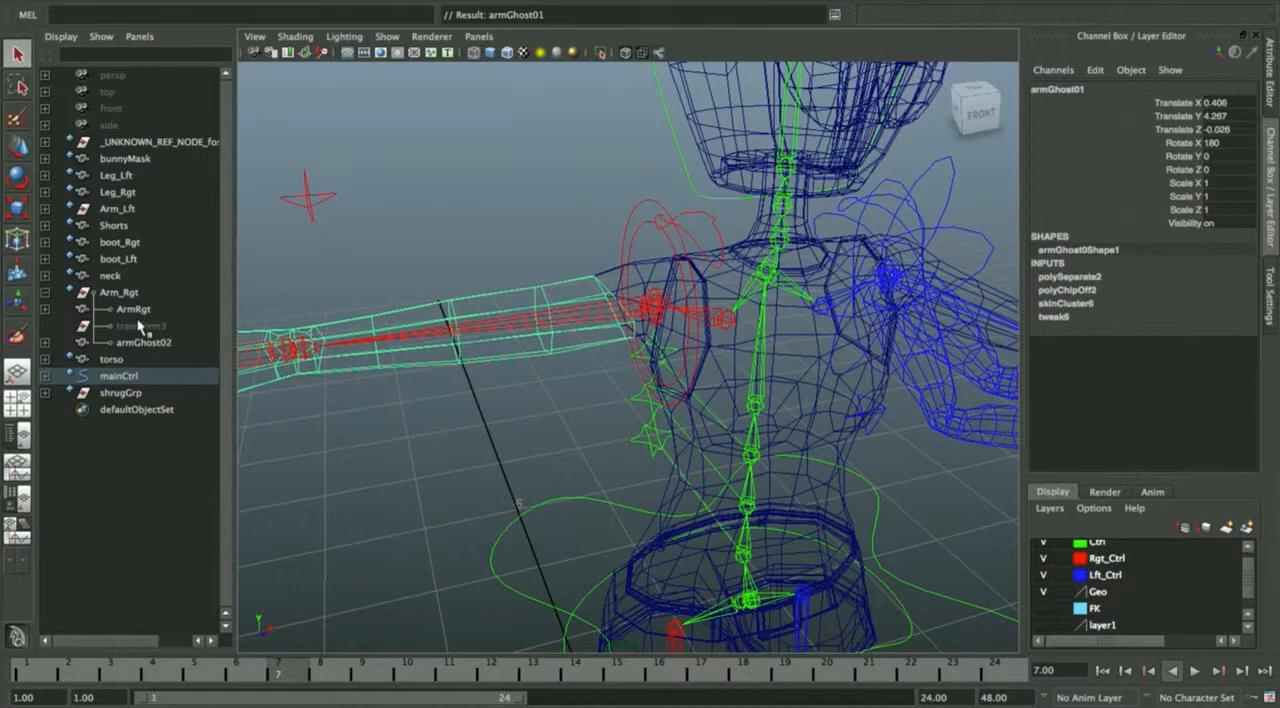 MEL
// Result: armGhost01
Display Show Panels
View Shading Lighting Show Renderer Panels
Channel Box / Layer Editor
persp
top
front
side
_UNKNOWN_REF_NODE_fos
bunnyMask
Leg_Lft
Leg_Rgt
Arm_Lft
Shorts
boot_Rgt
boot_Lft
neck
Arm_Rgt
ArmRgt
armGhost02
torso
mainCtrl
shrugGrp
defaultObjectSet
TOP
FRONT
Channels Edit Object Show
armGhost01
Translate X 0.406
Translate Y 4.267
Translate Z -0.026
Rotate X 180
Rotate Y 0
Rotate Z 0
Scale X 1
Scale Y 1
Scale Z 1
Visibility on
SHAPES
armGhost0Shape1
INPUTS
polySeparate2
polyChipOff2
skinCluster6
tweak6
Attribute Editor
Channel Box / Layer Editor
Tool Settings
Display Render Anim
Layers Options Help
V Ctrl
V Rgt_Ctrl
V Lft_Ctrl
V Geo
FK
layer1
1 2 3 4 5 6 7 8 9 10 11 12 13 14 15 16 17 18 19 20 21 22 23 24
7
7.00
1.00 1.00 1 24 24.00 48.00 No Anim Layer No Character Set